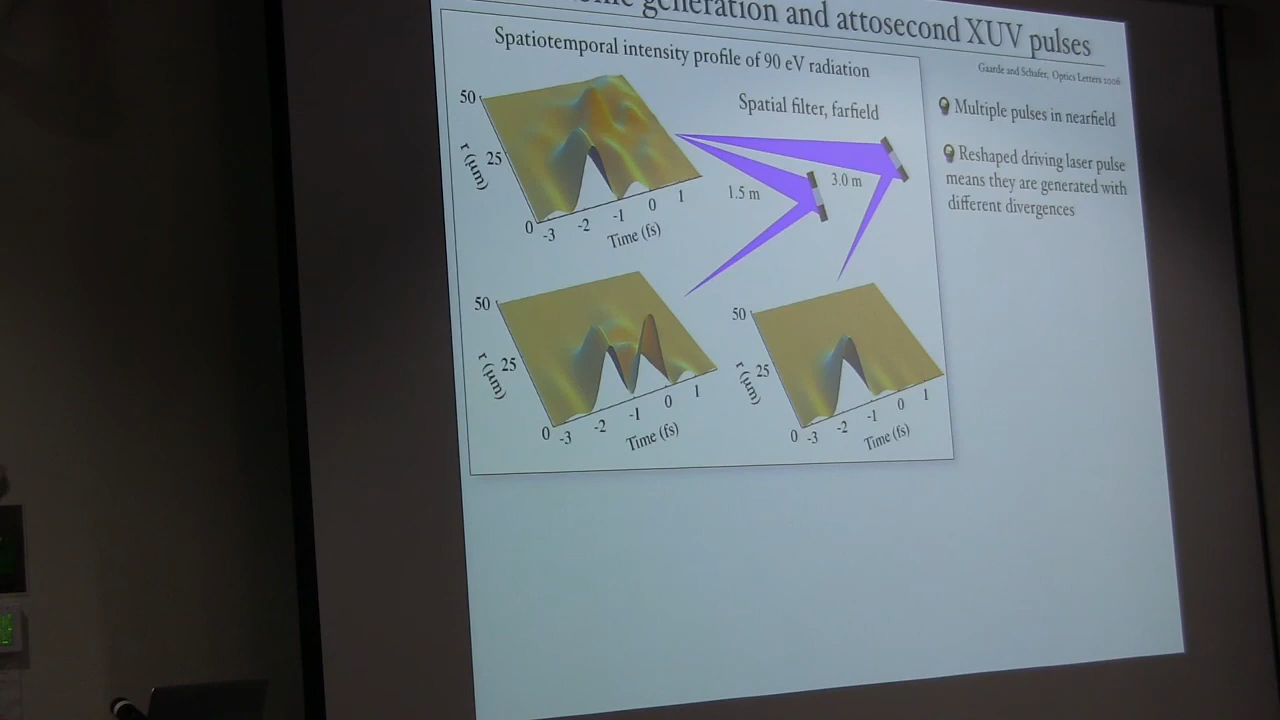 generation and attosecond XUV pulses
Gaarde and Schafer, Optics Letters 2006
Spatiotemporal intensity profile of 90 eV radiation
Spatial filter, farfield
Multiple pulses in nearfield
Reshaped driving laser pulse
means they are generated with
different divergences
50
25
0
r (µm)
-3
-2
-1
0
1
Time (fs)
1.5 m
3.0 m
50
25
0
r (µm)
-3
-2
-1
0
1
Time (fs)
50
25
0
r (µm)
-3
-2
-1
0
1
Time (fs)